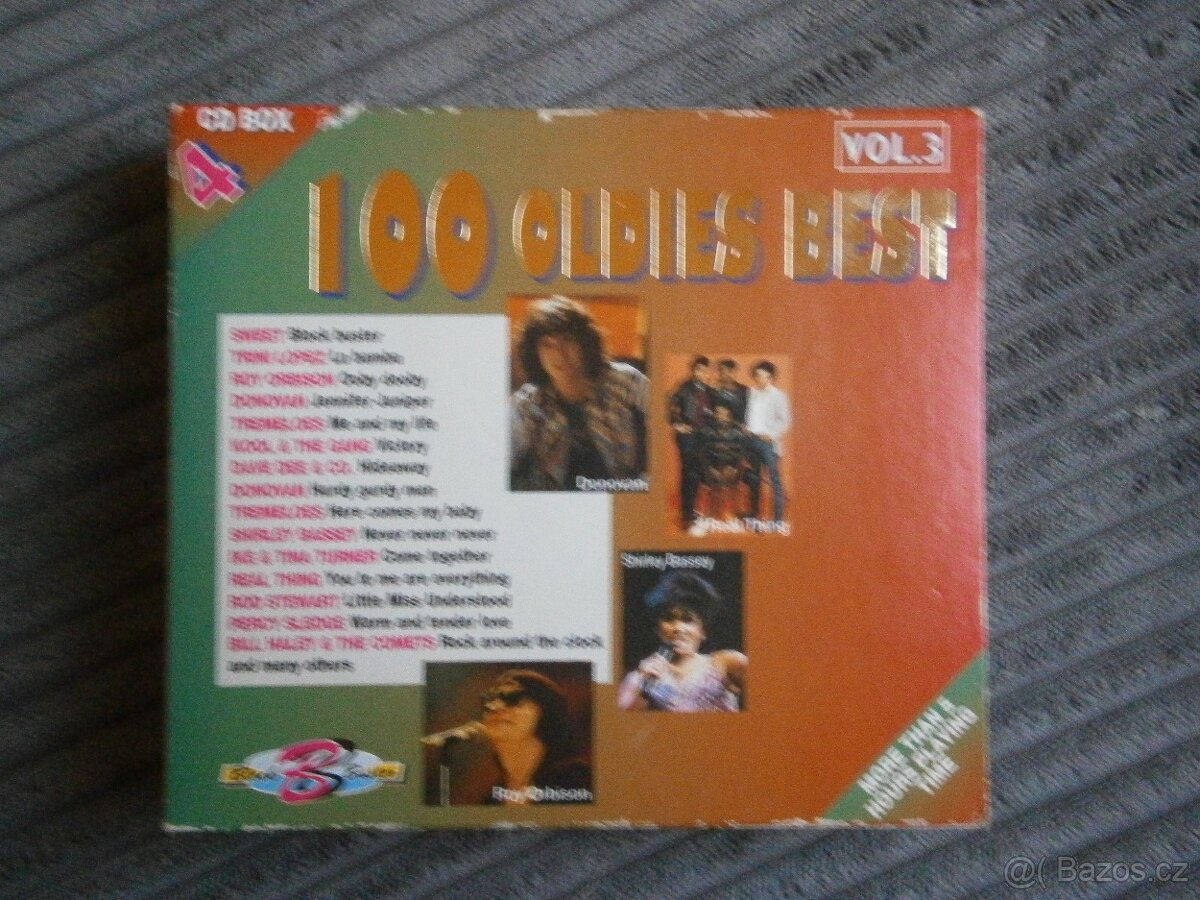 CD BOX
4
VOL.3
100 OLDIES BEST
SWEET Block buster
TRINI LOPEZ La bamba
ROY ORBISON Ooby dooby
DONOVAN Jennifer Juniper
TREMELOES Me and my life
KOOL & THE GANG Victory
DAVE DEE & CO. Hideaway
DONOVAN Hurdy gurdy man
TREMELOES Here comes my baby
SHIRLEY BASSEY Never never never
IKE & TINA TURNER Come together
REAL THING You to me are everything
ROD STEWART Little Miss Understood
PERCY SLEDGE Warm and tender love
BILL HALEY & THE COMETS Rock around the clock
and many others
Donovan
Real Thing
Shirley Bassey
Roy Orbison
MORE THAN
HOURS PLAYING
TIME
@( Bazos.cz